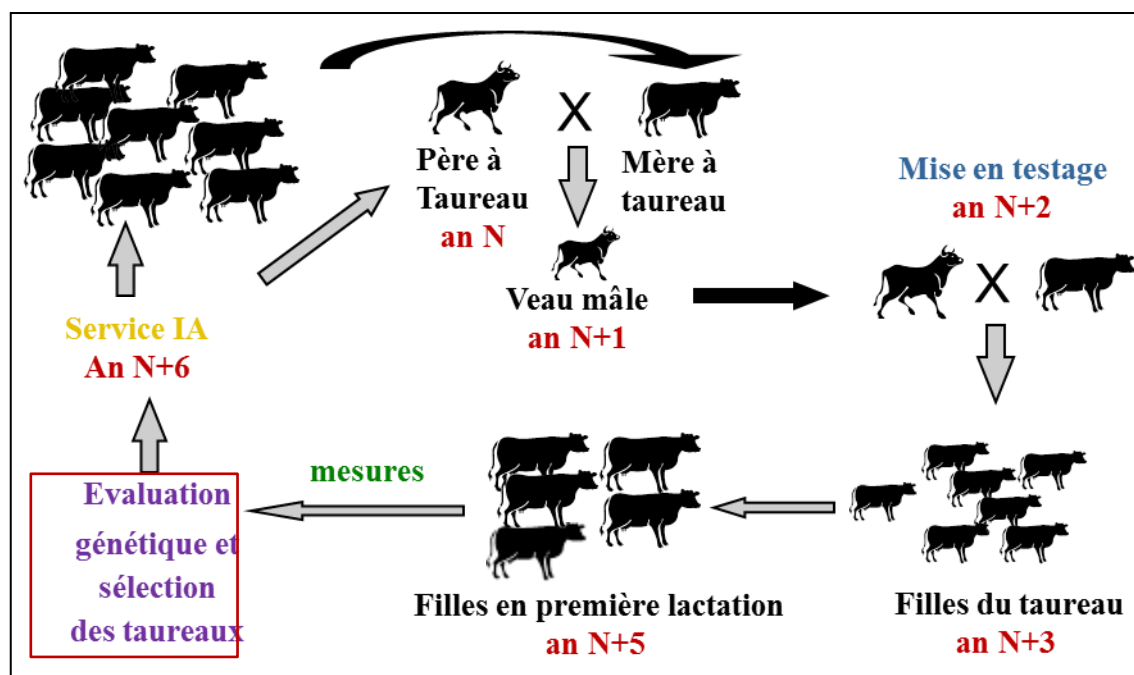 X
Père à
Taureau
an N
Mère à
taureau
Veau mâle
an N+1
Mise en testage
an N+2
X
Filles du taureau
an N+3
Filles en première lactation
an N+5
mesures
Evaluation
génétique et
sélection
des taureaux
Service IA
An N+6